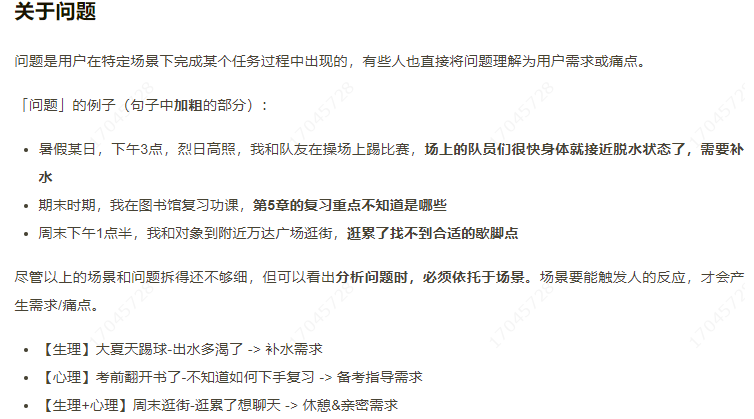 关于问题
问题是用户在特定场景下完成某个任务过程中出现的，有些人也直接将问题理解为用户需求或痛点。
「问题」的例子（句子中加粗的部分）：
• 暑假某日，下午3点，烈日高照，我和队友在操场上踢比赛，场上的队员们很快身体就接近脱水状态了，需要补
水
• 期末时期，我在图书馆复习功课，第5章的复习重点不知道是哪些
• 周末下午1点半，我和对象到附近万达广场逛街，逛累了找不到合适的歇脚点
尽管以上的场景和问题拆得还不够细，但可以看出分析问题时，必须依托于场景。场景要能触发人的反应，才会产
生需求/痛点。
• 【生理】大夏天踢球-出水多渴了 -> 补水需求
• 【心理】考前翻开书了-不知道如何下手复习 -> 备考指导需求
• 【生理+心理】周末逛街-逛累了想聊天 -> 休憩&亲密需求
17045728
17045728
17045728
17045728
17045728
17045728